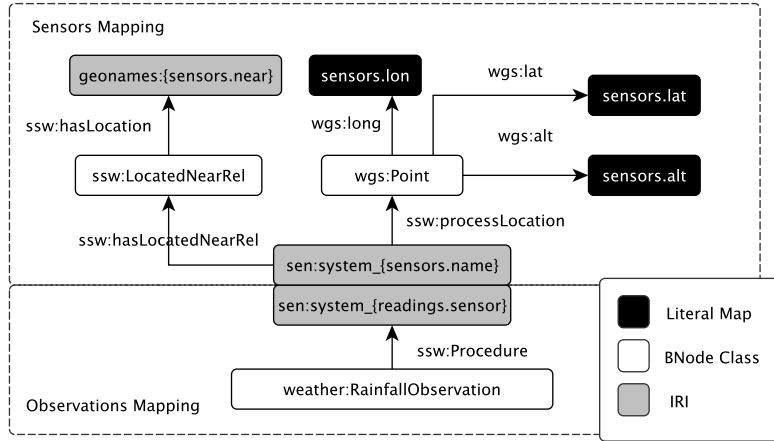 Sensors Mapping
geonames:{sensors.near}
sensors.lon
wgs:lat
sensors.lat
ssw:hasLocation
wgs:long
wgs:alt
ssw:LocatedNearRel
wgs:Point
sensors.alt
ssw:hasLocatedNearRel
ssw:processLocation
sen:system_{sensors.name}
sen:system_{readings.sensor}
ssw:Procedure
weather:RainfallObservation
Observations Mapping
Literal Map
BNode Class
IRI